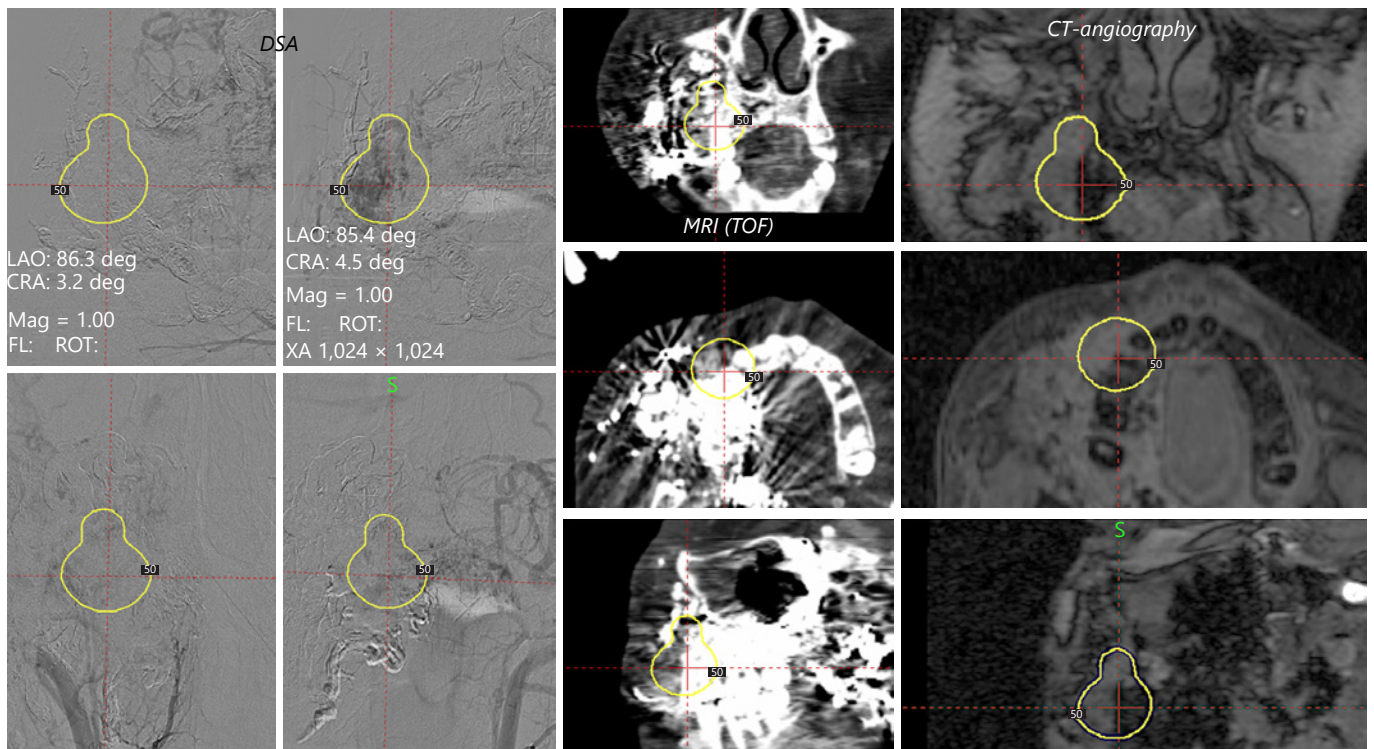 DSA
50
LAO: 86.3 deg
CRA: 3.2 deg
Mag = 1.00
FL: ROT:
50
LAO: 85.4 deg
CRA: 4.5 deg
Mag = 1.00
FL: ROT:
XA 1,024 × 1,024
50
MRI (TOF)
CT-angiography
50
50
50
50
S
50
50
S
50